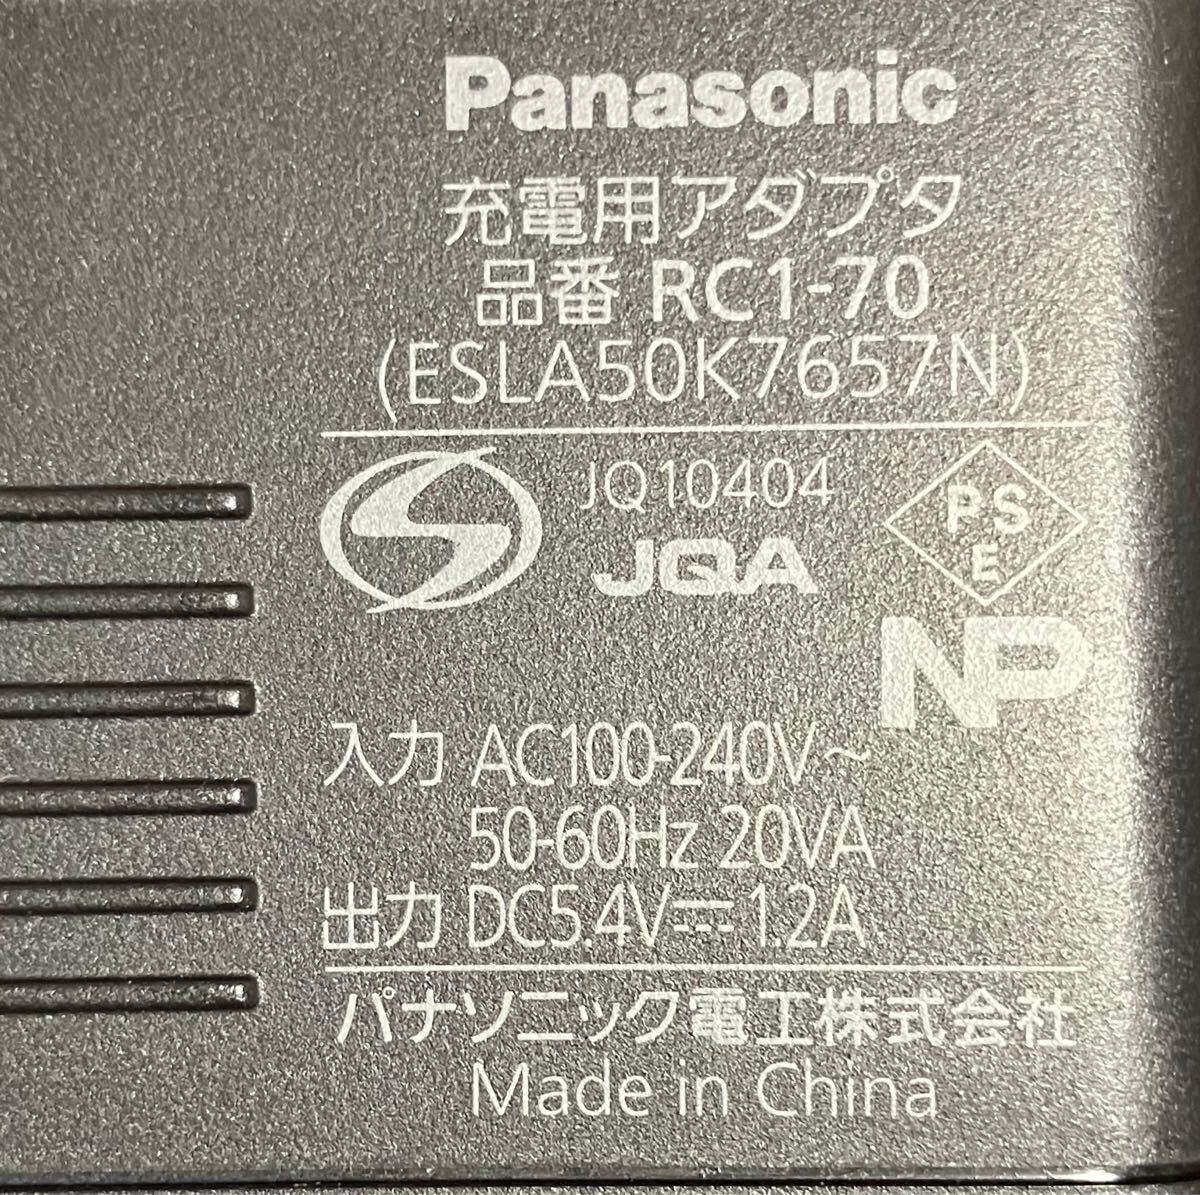 Panasonic
充電用アダプタ
品番 RC1-70
(ESLA50K7657N)
JQ10404
JQA
PS
E
NP
入力 AC100-240V～
50-60Hz 20VA
出力 DC5.4V⎓1.2A
パナソニック電工株式会社
Made in China